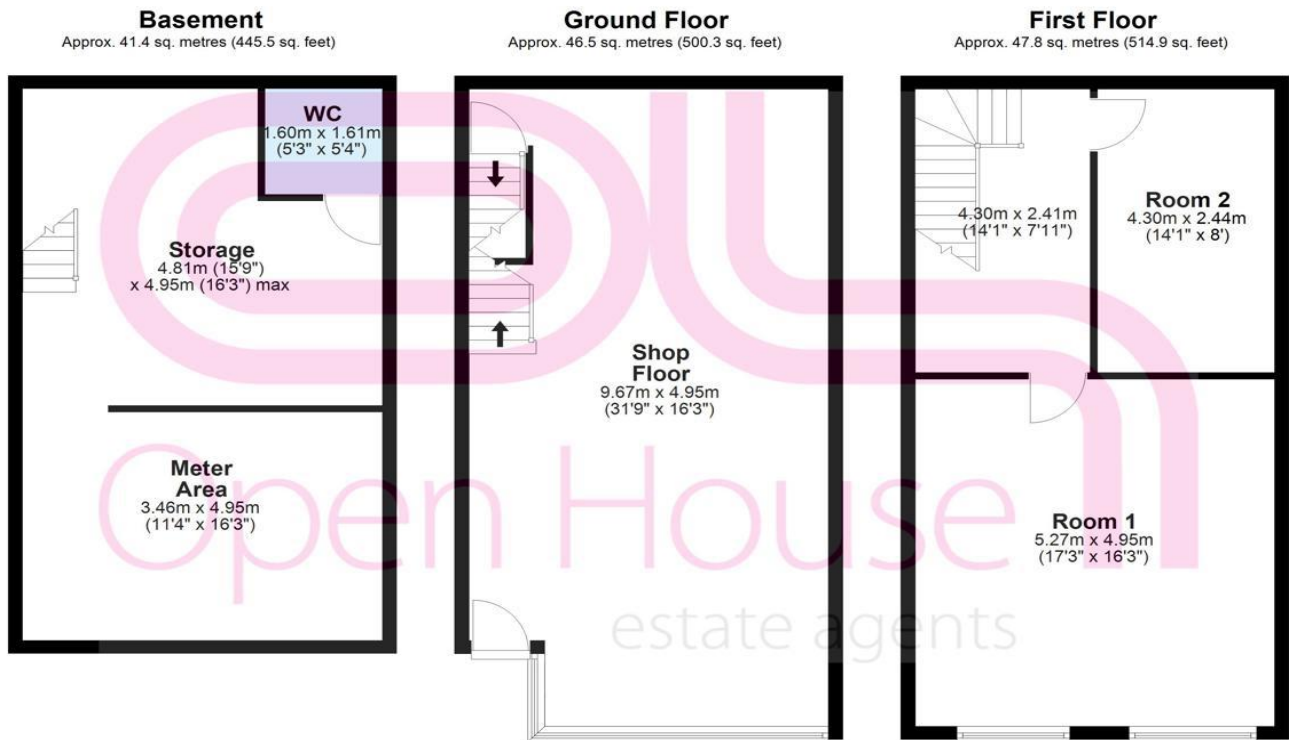 Basement
Approx. 41.4 sq. metres (445.5 sq. feet)
WC
1.60m x 1.61m
(5'3" x 5'4")
Storage
4.81m (15'9")
x 4.95m (16'3") max
Meter
Area
3.46m x 4.95m
(11'4" x 16'3")
Ground Floor
Approx. 46.5 sq. metres (500.3 sq. feet)
Shop
Floor
9.67m x 4.95m
(31'9" x 16'3")
First Floor
Approx. 47.8 sq. metres (514.9 sq. feet)
4.30m x 2.41m
(14'1" x 7'11")
Room 2
4.30m x 2.44m
(14'1" x 8')
Room 1
5.27m x 4.95m
(17'3" x 16'3")
Open House
estate agents